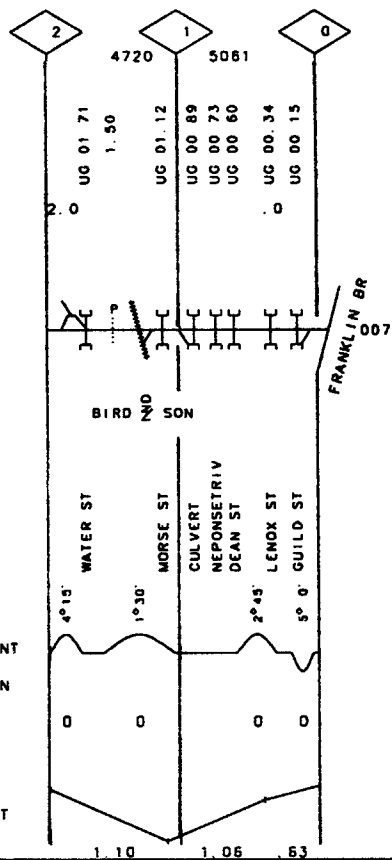 2 1 0
4720 5061
UG 01 71
1.50
UG 01.12
UG 00 89
UG 00 73
UG 00 60
UG 00.34
UG 00 15
2.0
.0
P
007
FRANKLIN BR
BIRD ND SON
WATER ST
MORSE ST
CULVERT
NEPONSETRIV
DEAN ST
LENOX ST
GUILD ST
4°15'
1°30'
2°45'
5° 0'
NT
N
0 0 0 0
T
1.10 1.06 .63